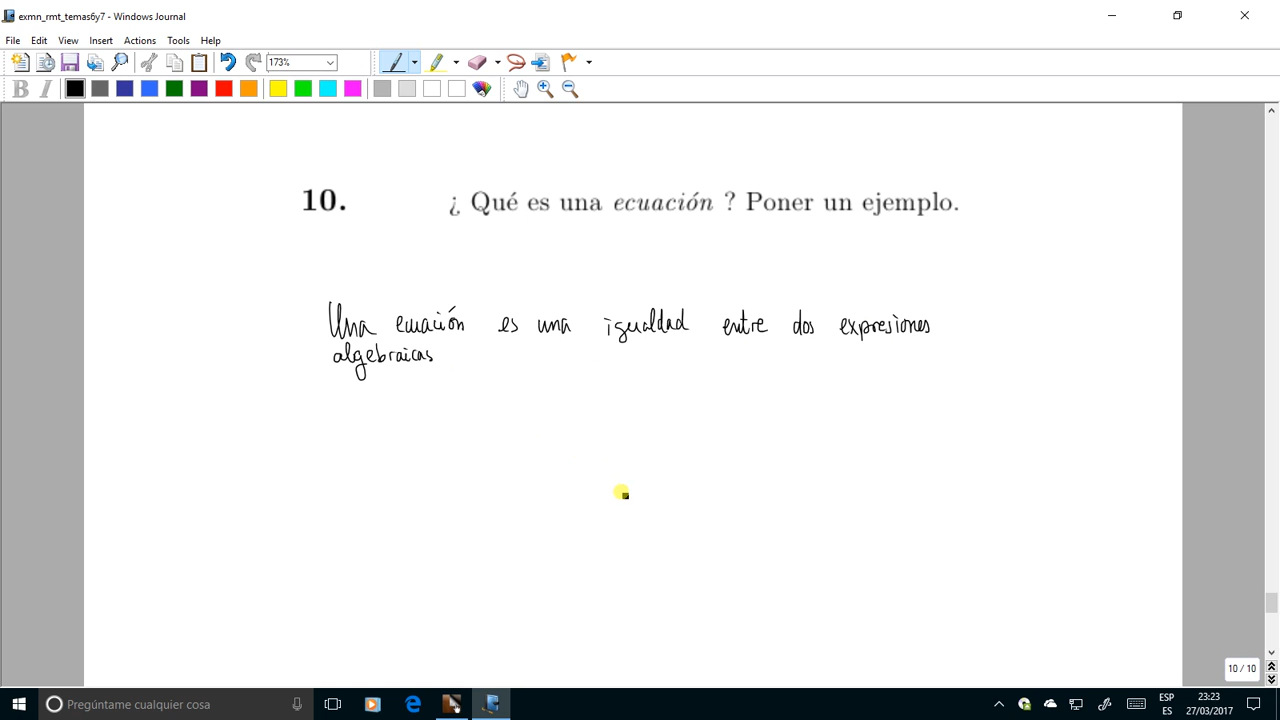 exmn_rmt_temas6y7 - Windows Journal
File Edit View Insert Actions Tools Help
173%
B I
10. ¿ Qué es una ecuación ? Poner un ejemplo.
Una ecuación es una igualdad entre dos expresiones
algebraicas
10 / 10
Pregúntame cualquier cosa
ESP 23:23
ES 27/03/2017